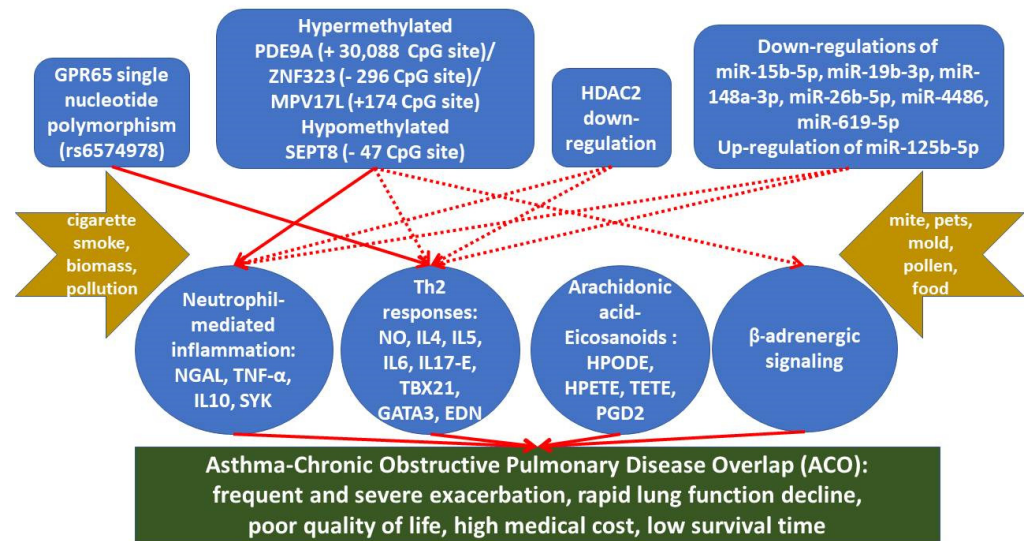 GPR65 single
nucleotide
polymorphism
(rs6574978)
Hypermethylated
PDE9A (+ 30,088 CpG site)/
ZNF323 (- 296 CpG site)/
MPV17L (+174 CpG site)
Hypomethylated
SEPT8 (- 47 CpG site)
HDAC2
down-
regulation
Down-regulations of
miR-15b-5p, miR-19b-3p, miR-
148a-3p, miR-26b-5p, miR-4486,
miR-619-5p
Up-regulation of miR-125b-5p
cigarette
smoke,
biomass,
pollution
mite, pets,
mold,
pollen,
food
Neutrophil-
mediated
inflammation:
NGAL, TNF-α,
IL10, SYK
Th2
responses:
NO, IL4, IL5,
IL6, IL17-E,
TBX21,
GATA3, EDN
Arachidonic
acid-
Eicosanoids :
HPODE,
HPETE, TETE,
PGD2
β-adrenergic
signaling
Asthma-Chronic Obstructive Pulmonary Disease Overlap (ACO):
frequent and severe exacerbation, rapid lung function decline,
poor quality of life, high medical cost, low survival time